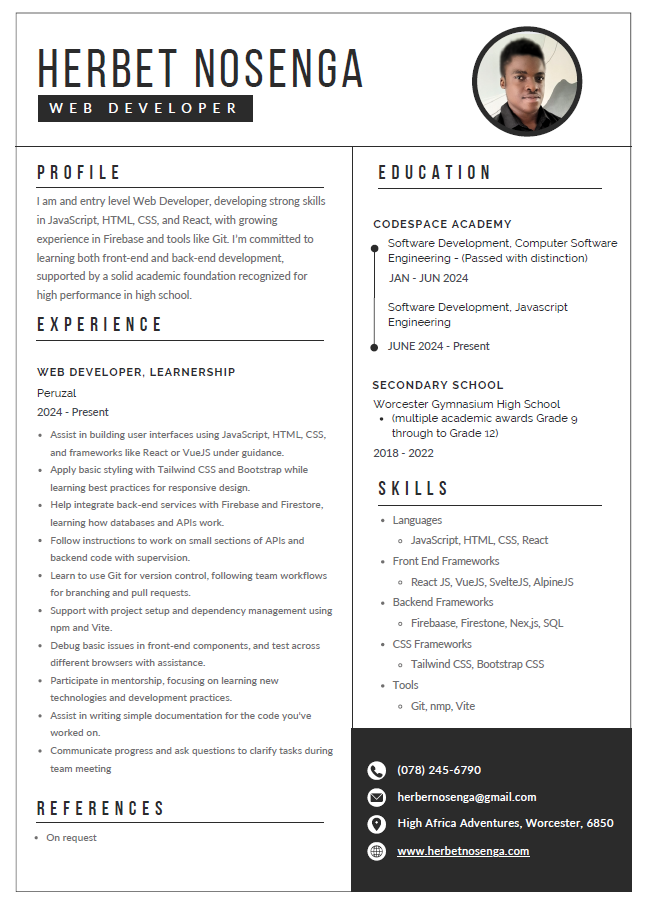 HERBET NOSENGA
WEB DEVELOPER
PROFILE
I am and entry level Web Developer, developing strong skills
in JavaScript, HTML, CSS, and React, with growing
experience in Firebase and tools like Git. I'm committed to
learning both front-end and back-end development,
supported by a solid academic foundation recognized for
high performance in high school.
EXPERIENCE
WEB DEVELOPER, LEARNERSHIP
Peruzal
2024 - Present
• Assist in building user interfaces using JavaScript, HTML, CSS,
and frameworks like React or VueJS under guidance.
• Apply basic styling with Tailwind CSS and Bootstrap while
learning best practices for responsive design.
• Help integrate back-end services with Firebase and Firestore,
learning how databases and APIs work.
• Follow instructions to work on small sections of APIs and
backend code with supervision.
• Learn to use Git for version control, following team workflows
for branching and pull requests.
• Support with project setup and dependency management using
npm and Vite.
• Debug basic issues in front-end components, and test across
different browsers with assistance.
• Participate in mentorship, focusing on learning new
technologies and development practices.
• Assist in writing simple documentation for the code you've
worked on.
• Communicate progress and ask questions to clarify tasks during
team meeting
REFERENCES
• On request
EDUCATION
CODESPACE ACADEMY
Software Development, Computer Software
Engineering - (Passed with distinction)
JAN - JUN 2024
Software Development, Javascript
Engineering
JUNE 2024 - Present
SECONDARY SCHOOL
Worcester Gymnasium High School
• (multiple academic awards Grade 9
through to Grade 12)
2018 - 2022
SKILLS
• Languages
◦ JavaScript, HTML, CSS, React
• Front End Frameworks
◦ React JS, VueJS, SvelteJS, AlpineJS
• Backend Frameworks
◦ Firebaase, Firestone, Nex,js, SQL
• CSS Frameworks
◦ Tailwind CSS, Bootstrap CSS
• Tools
◦ Git, nmp, Vite
(078) 245-6790
herbernosenga@gmail.com
High Africa Adventures, Worcester, 6850
www.herbetnosenga.com